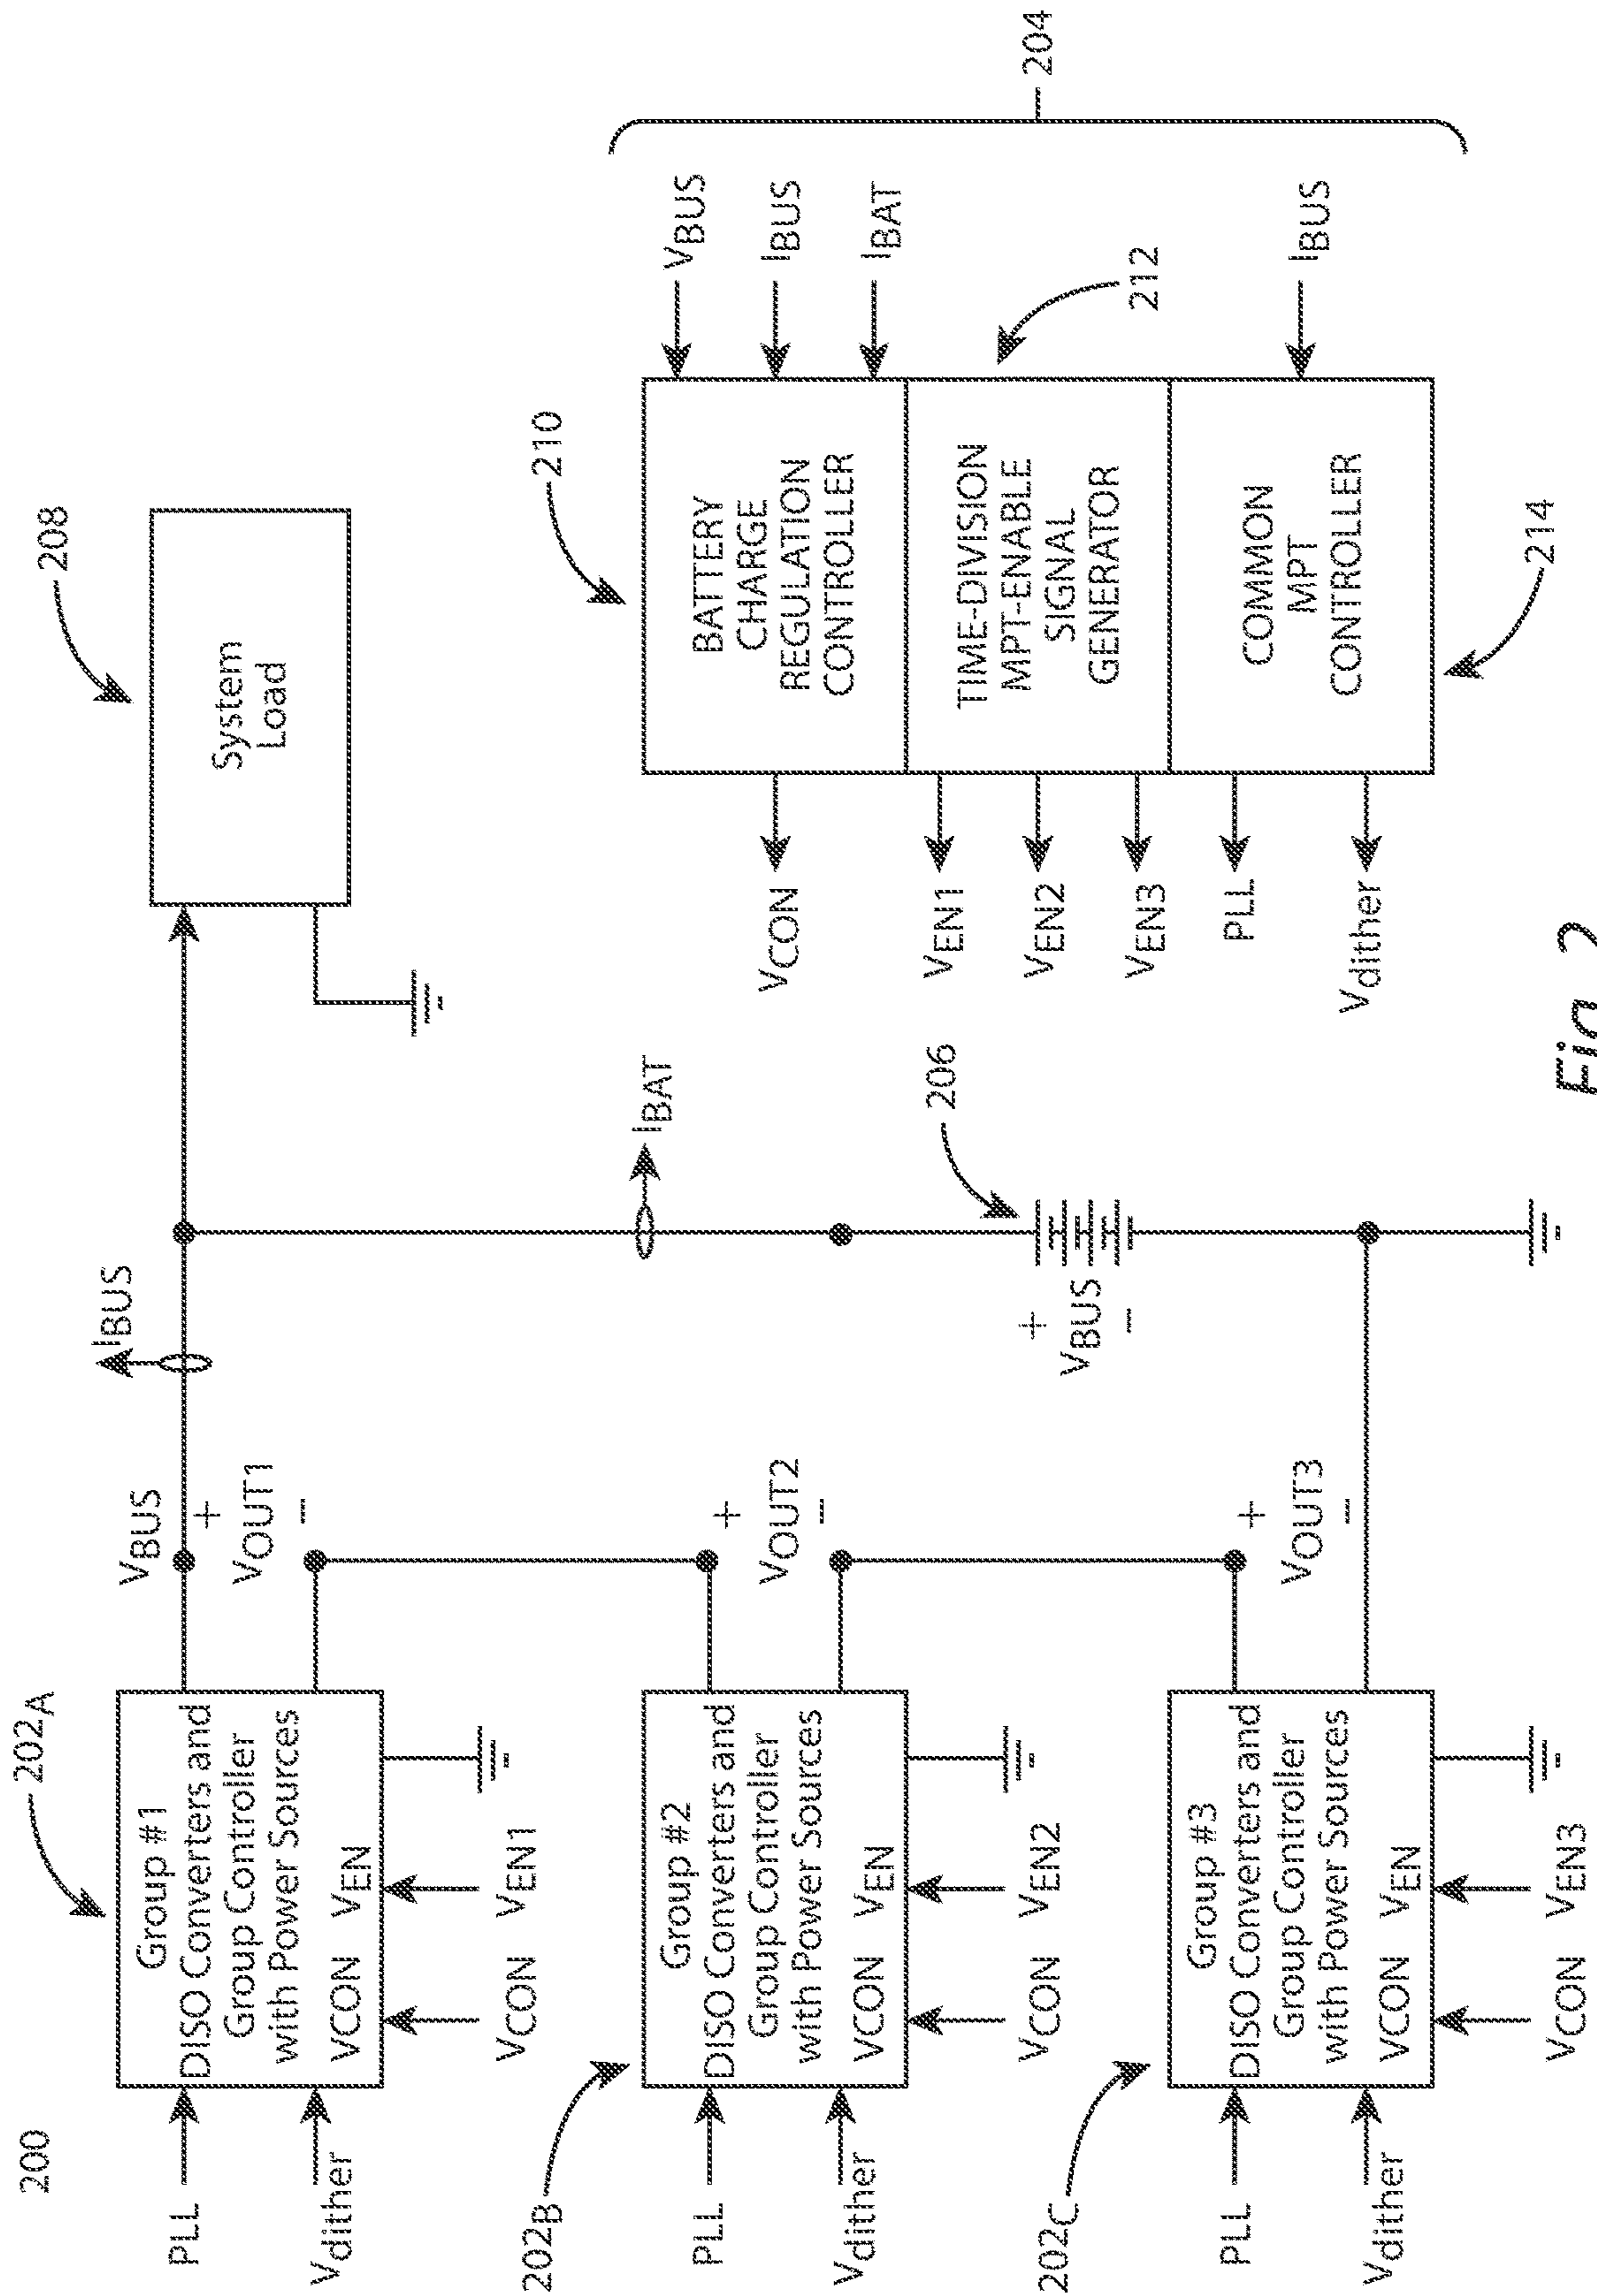 200
202A
Group #1
DISO Converters and
Group Controller
with Power Sources
VCON VEN
PLL
Vdither
VCON
VEN1
VBUS
+
VOUT1
–
IBUS
208
System
Load
202B
Group #2
DISO Converters and
Group Controller
with Power Sources
VCON VEN
PLL
Vdither
VCON
VEN2
+
VOUT2
–
IBAT
206
+
VBUS
–
202C
Group #3
DISO Converters and
Group Controller
with Power Sources
VCON VEN
PLL
Vdither
VCON
VEN3
+
VOUT3
–
210
BATTERY
CHARGE
REGULATION
CONTROLLER
VCON
VBUS
IBUS
IBAT
212
TIME-DIVISION
MPT-ENABLE
SIGNAL
GENERATOR
VEN1
VEN2
VEN3
COMMON
MPT
CONTROLLER
PLL
Vdither
IBUS
214
204
Fig. 2